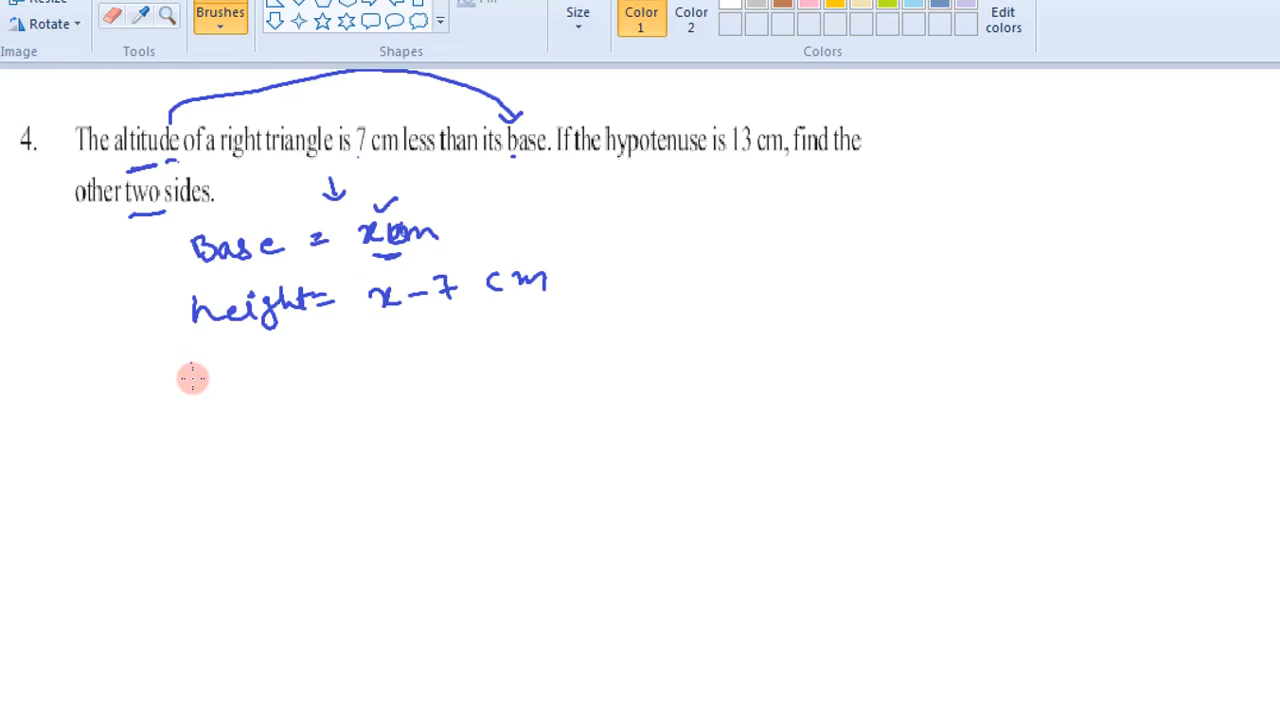 Resize
Rotate
Image
Tools
Brushes
Shapes
Fill
Size
Color 1
Color 2
Edit colors
Colors
4. The altitude of a right triangle is 7 cm less than its base. If the hypotenuse is 13 cm, find the
other two sides.
Base = x cm
height = x - 7 cm